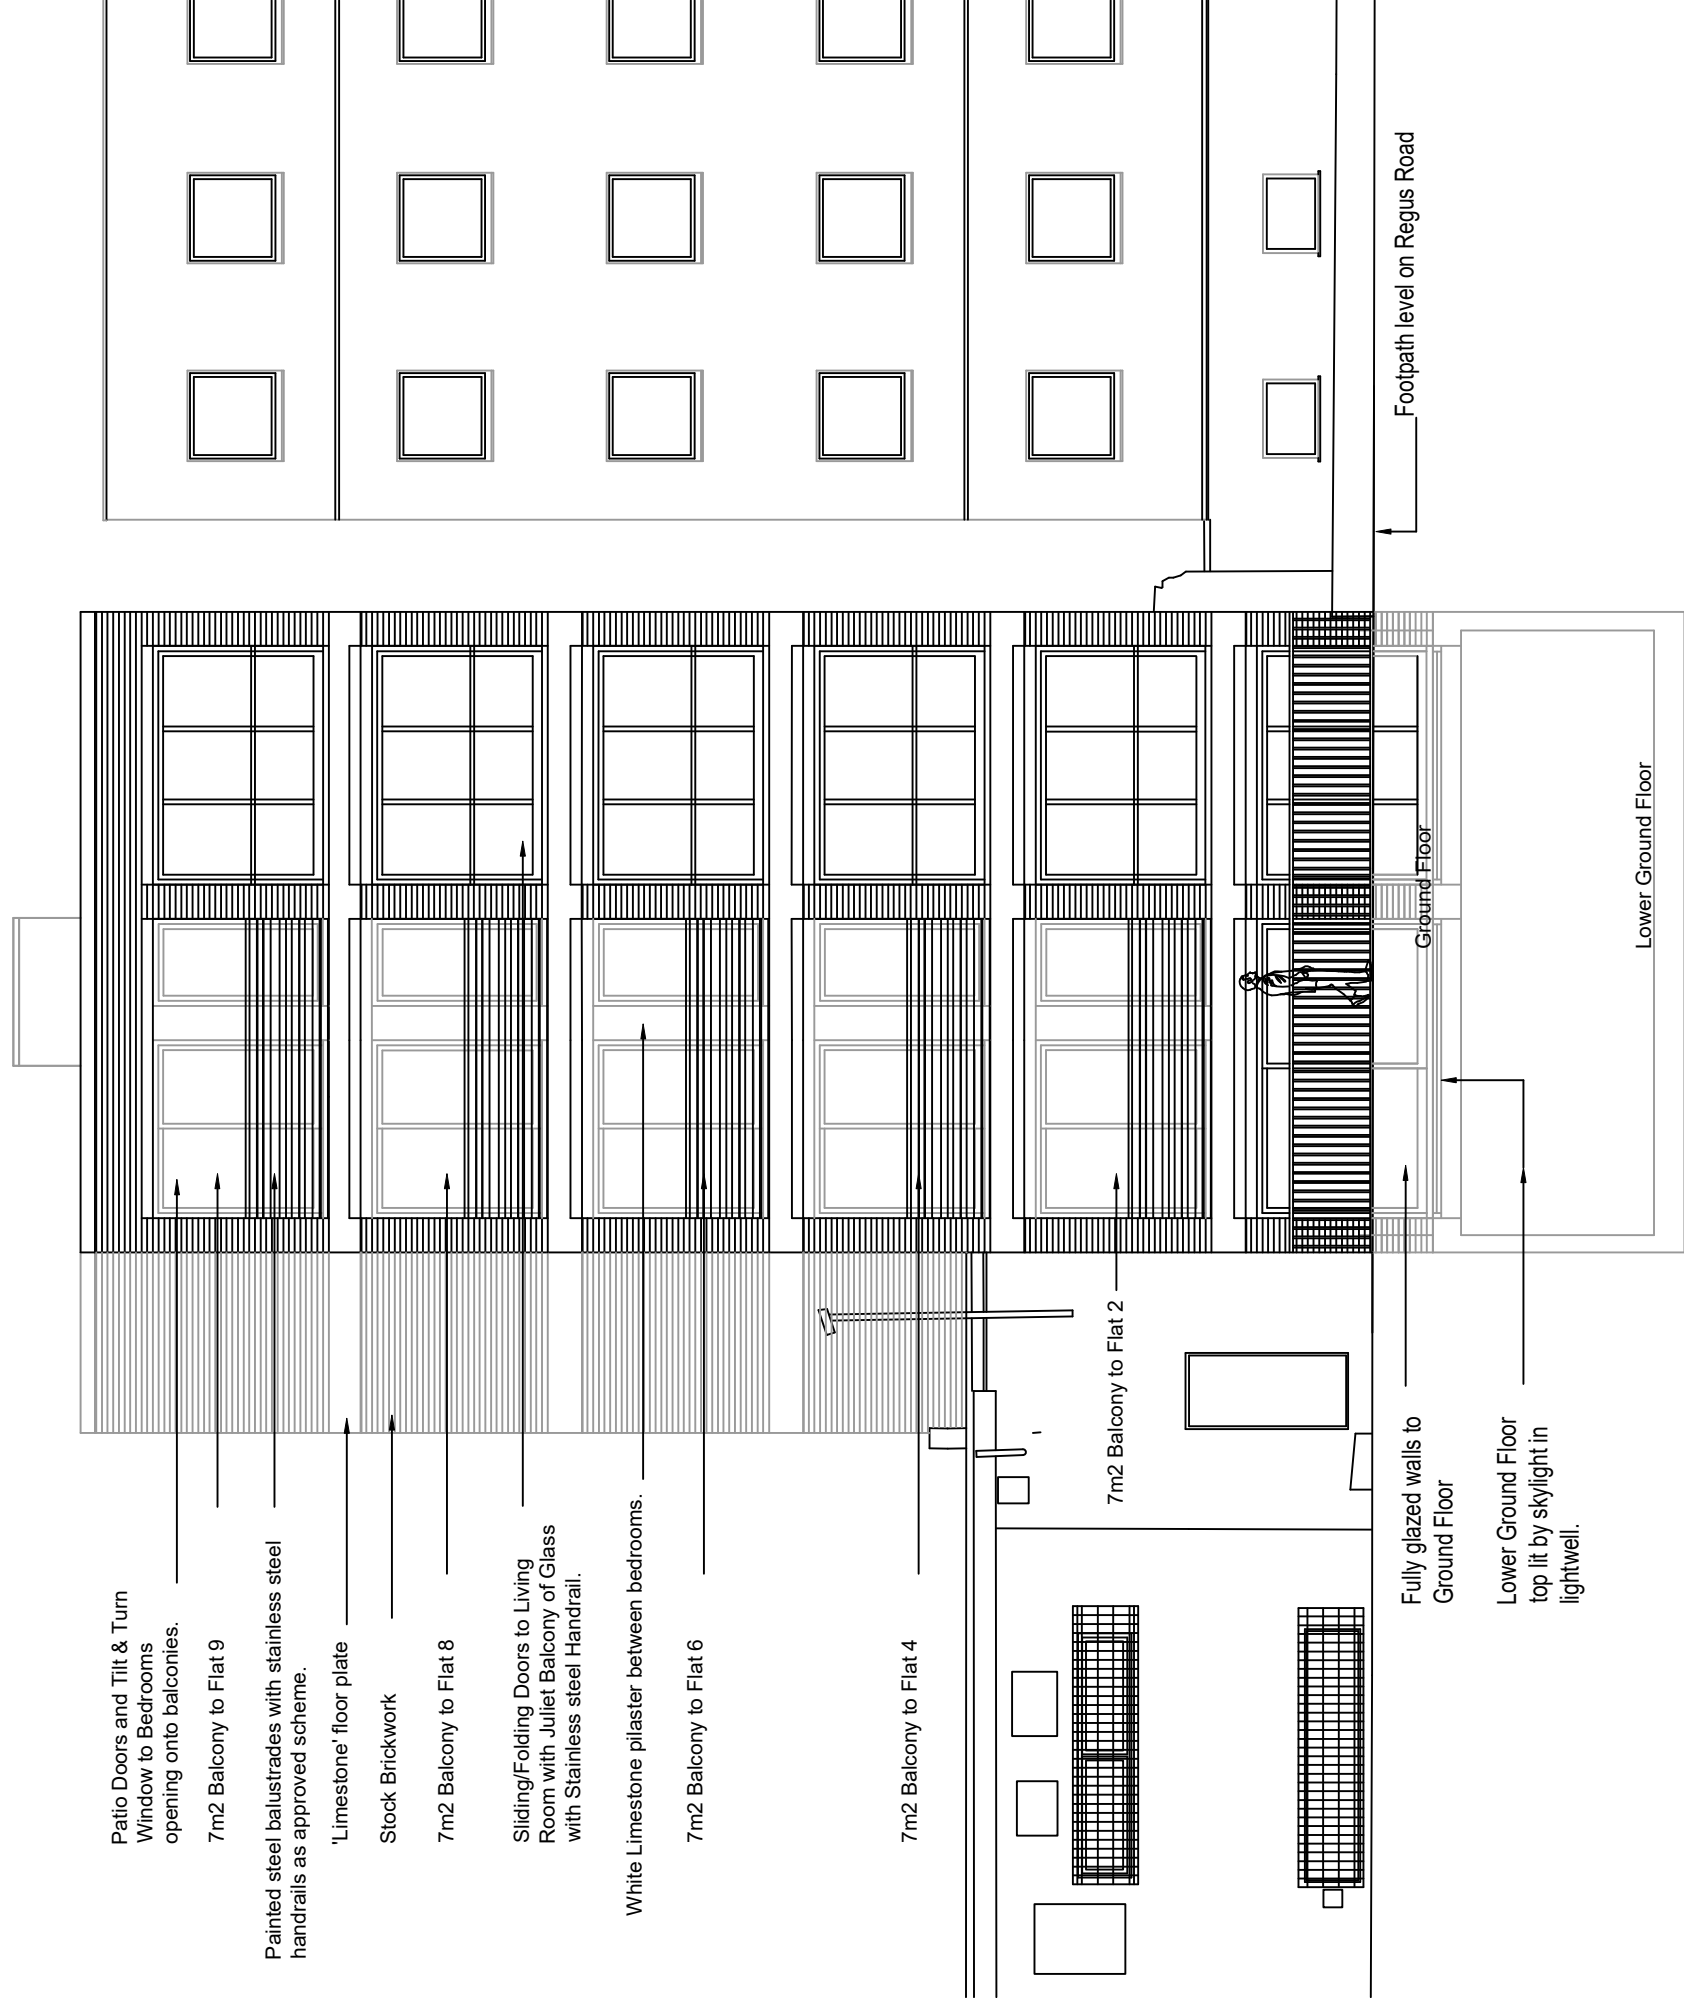 Patio Doors and Tilt & Turn
Window to Bedrooms
opening onto balconies.
7m2 Balcony to Flat 9
Painted steel balustrades with stainless steel
handrails as approved scheme.
'Limestone' floor plate
Stock Brickwork
7m2 Balcony to Flat 8
Sliding/Folding Doors to Living
Room with Juliet Balcony of Glass
with Stainless steel Handrail.
White Limestone pilaster between bedrooms.
7m2 Balcony to Flat 6
7m2 Balcony to Flat 4
7m2 Balcony to Flat 2
Fully glazed walls to
Ground Floor
Lower Ground Floor
top lit by skylight in
lightwell.
Ground Floor
Lower Ground Floor
Footpath level on Regus Road